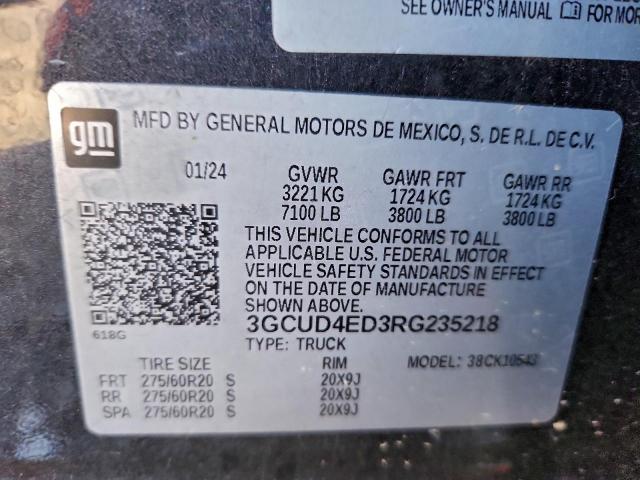 SEE OWNER'S MANUAL FOR MOR
gm
MFD BY GENERAL MOTORS DE MEXICO, S. DE R.L. DE C.V.
01/24 GVWR GAWR FRT GAWR RR
3221 KG 1724 KG 1724 KG
7100 LB 3800 LB 3800 LB
THIS VEHICLE CONFORMS TO ALL
APPLICABLE U.S. FEDERAL MOTOR
VEHICLE SAFETY STANDARDS IN EFFECT
ON THE DATE OF MANUFACTURE
SHOWN ABOVE.
618G
3GCUD4ED3RG235218
TYPE: TRUCK MODEL: 38CK10543
TIRE SIZE RIM
FRT 275/60R20 S 20X9J
RR 275/60R20 S 20X9J
SPA 275/60R20 S 20X9J